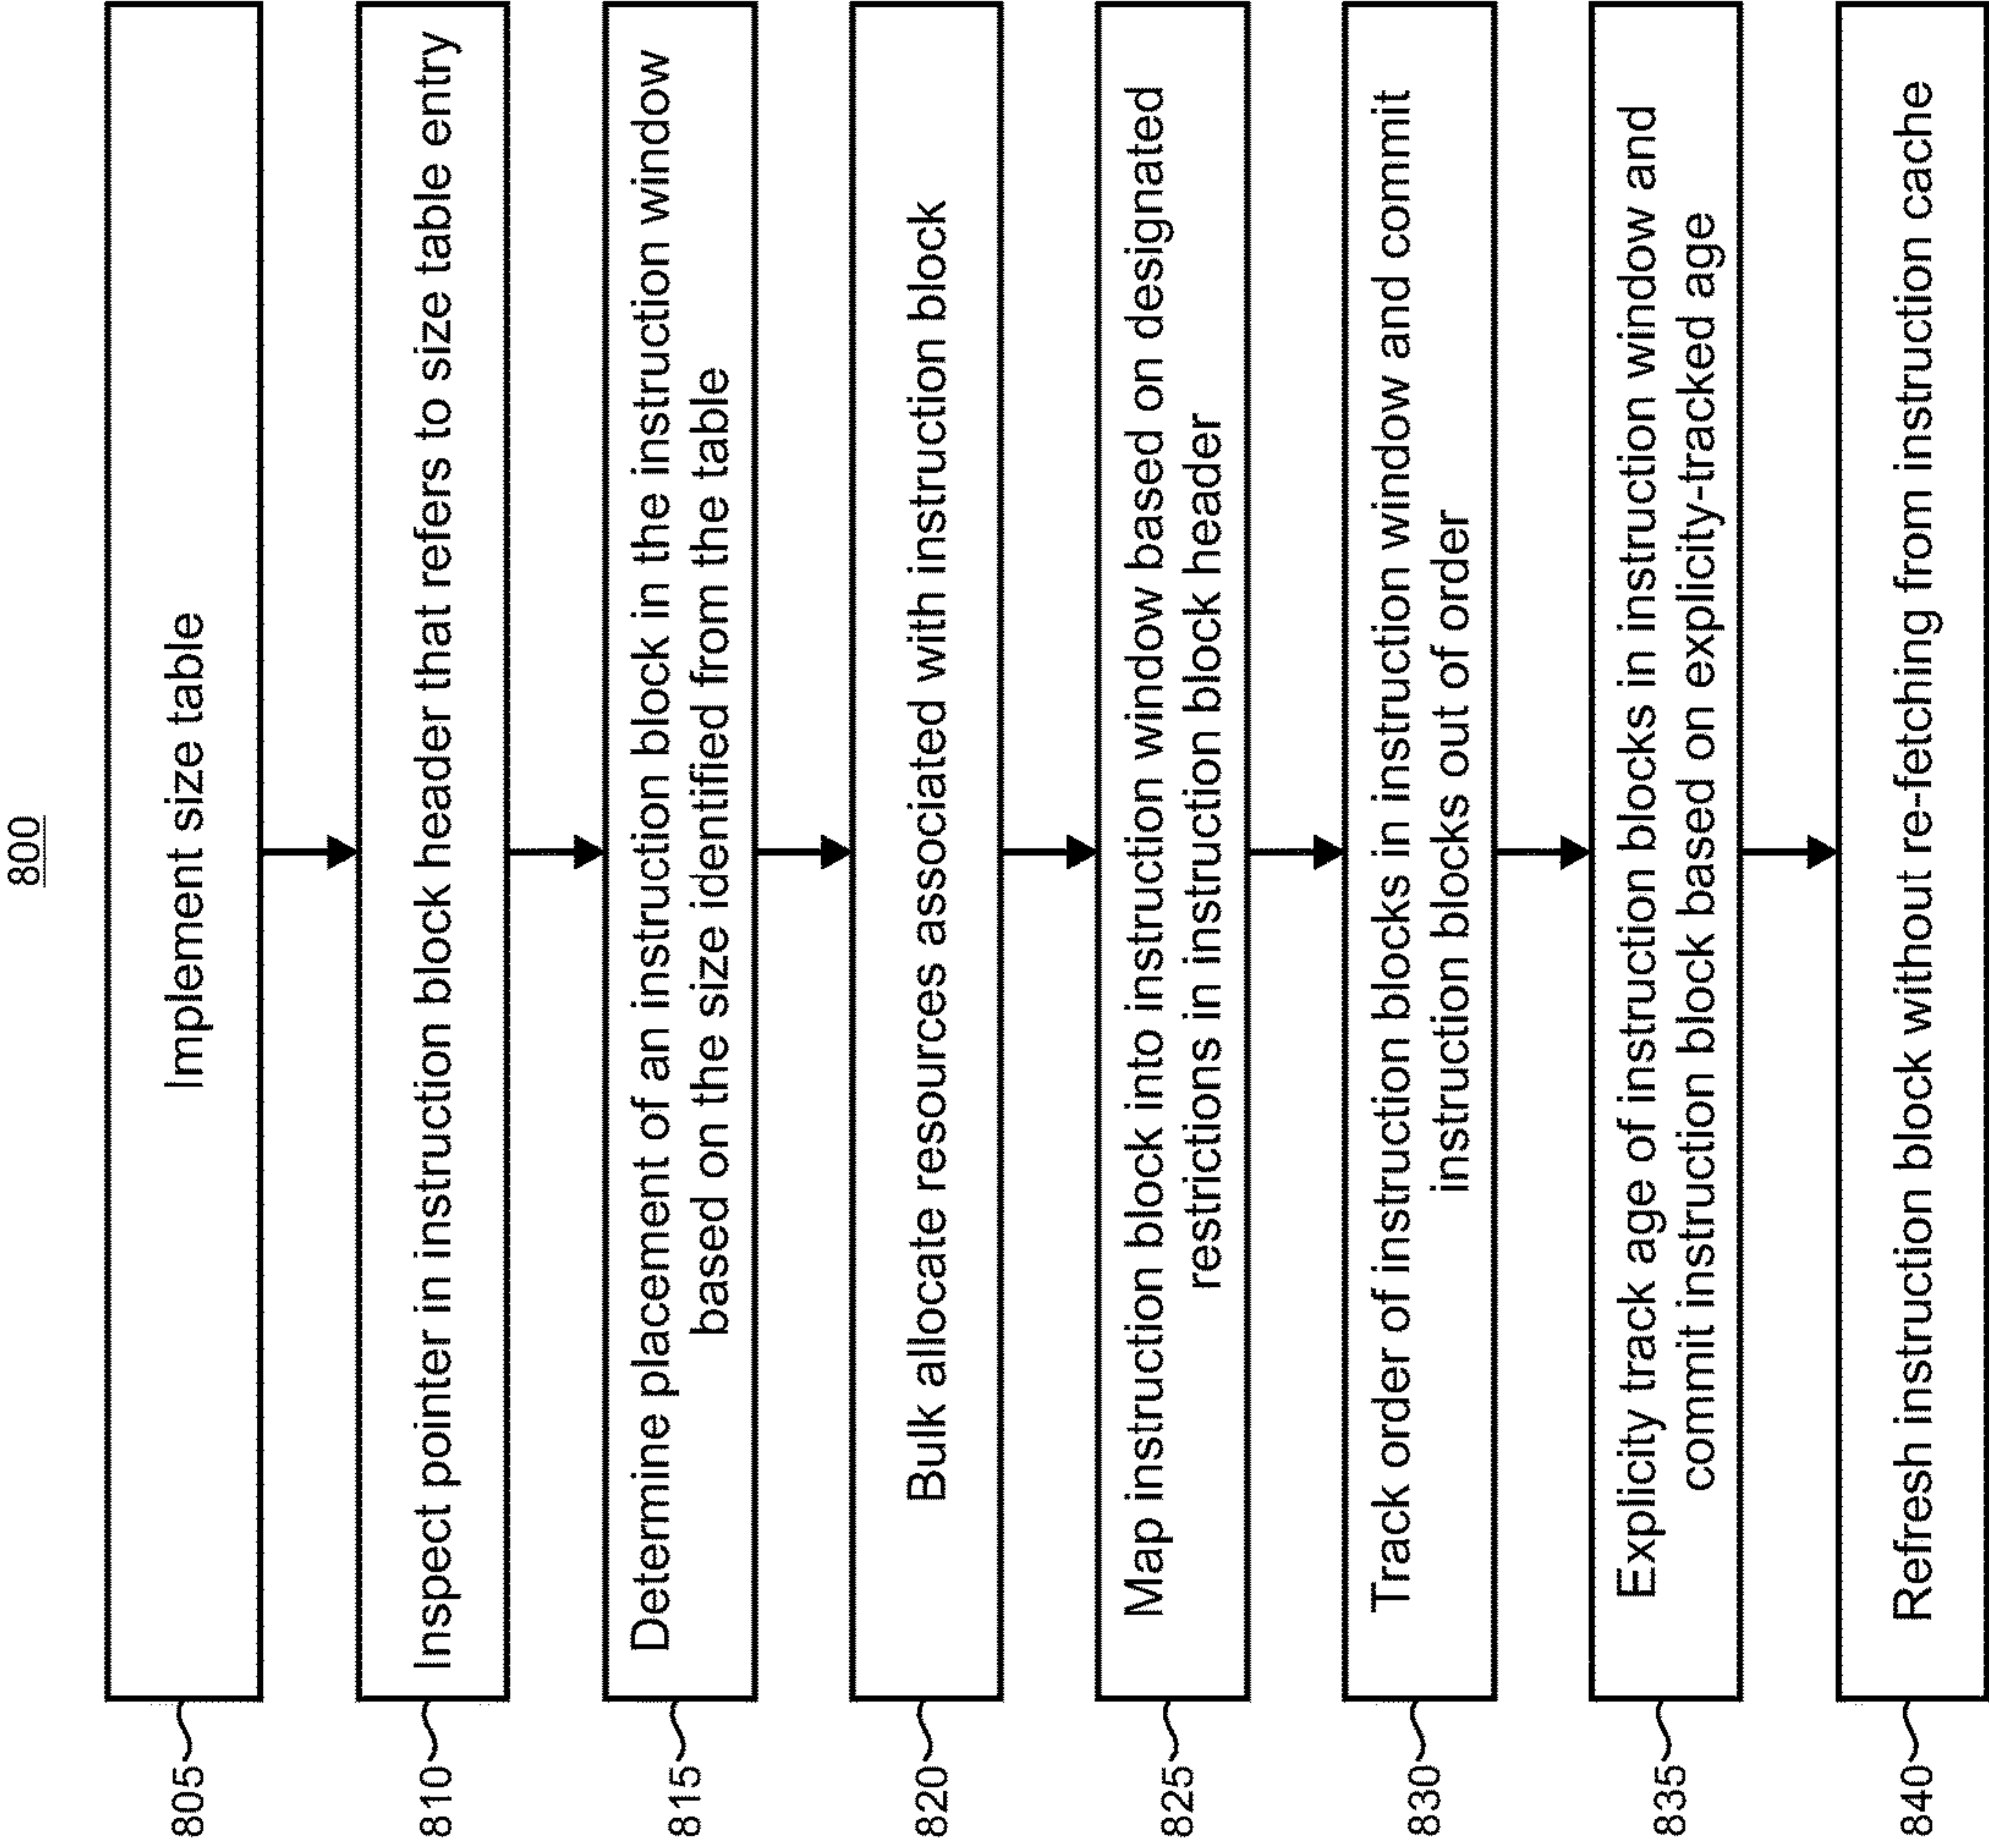 800
805
Implement size table
810
Inspect pointer in instruction block header that refers to size table entry
815
Determine placement of an instruction block in the instruction window
based on the size identified from the table
820
Bulk allocate resources associated with instruction block
825
Map instruction block into instruction window based on designated
restrictions in instruction block header
830
Track order of instruction blocks in instruction window and commit
instruction blocks out of order
835
Explicity track age of instruction blocks in instruction window and
commit instruction block based on explicity-tracked age
840
Refresh instruction block without re-fetching from instruction cache